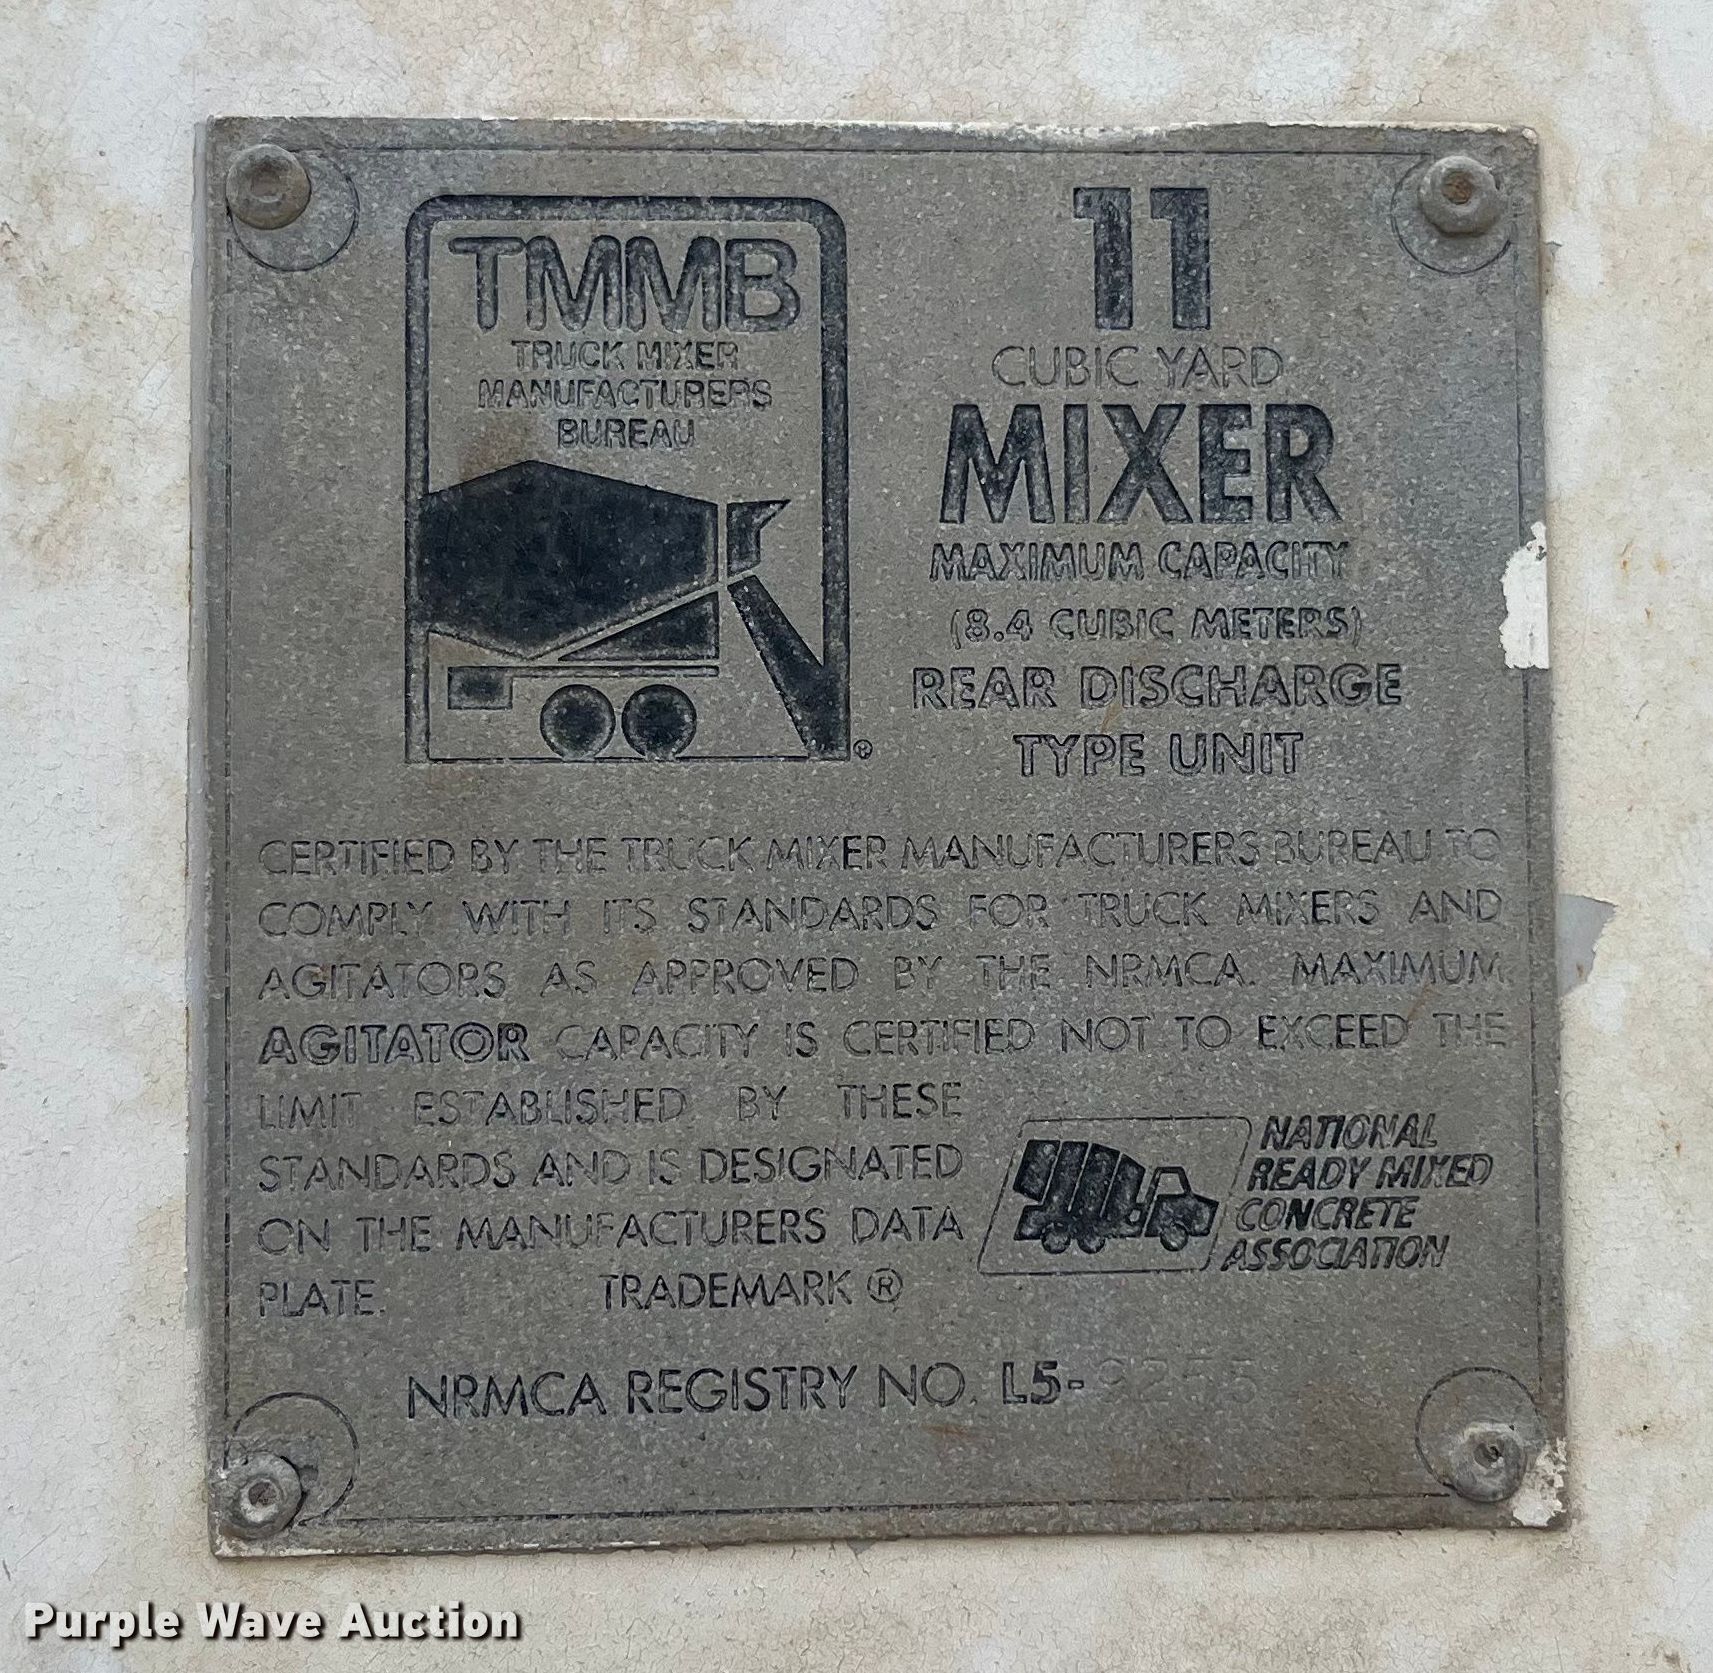 TMMB
TRUCK MIXER
MANUFACTURERS
BUREAU
®
11
CUBIC YARD
MIXER
MAXIMUM CAPACITY
(8.4 CUBIC METERS)
REAR DISCHARGE
TYPE UNIT
CERTIFIED BY THE TRUCK MIXER MANUFACTURERS BUREAU TO
COMPLY WITH ITS STANDARDS FOR TRUCK MIXERS AND
AGITATORS AS APPROVED BY THE NRMCA. MAXIMUM
AGITATOR CAPACITY IS CERTIFIED NOT TO EXCEED THE
LIMIT ESTABLISHED BY THESE
STANDARDS AND IS DESIGNATED
ON THE MANUFACTURERS DATA
PLATE. TRADEMARK ®
NATIONAL
READY MIXED
CONCRETE
ASSOCIATION
NRMCA REGISTRY NO. L5-
Purple Wave Auction